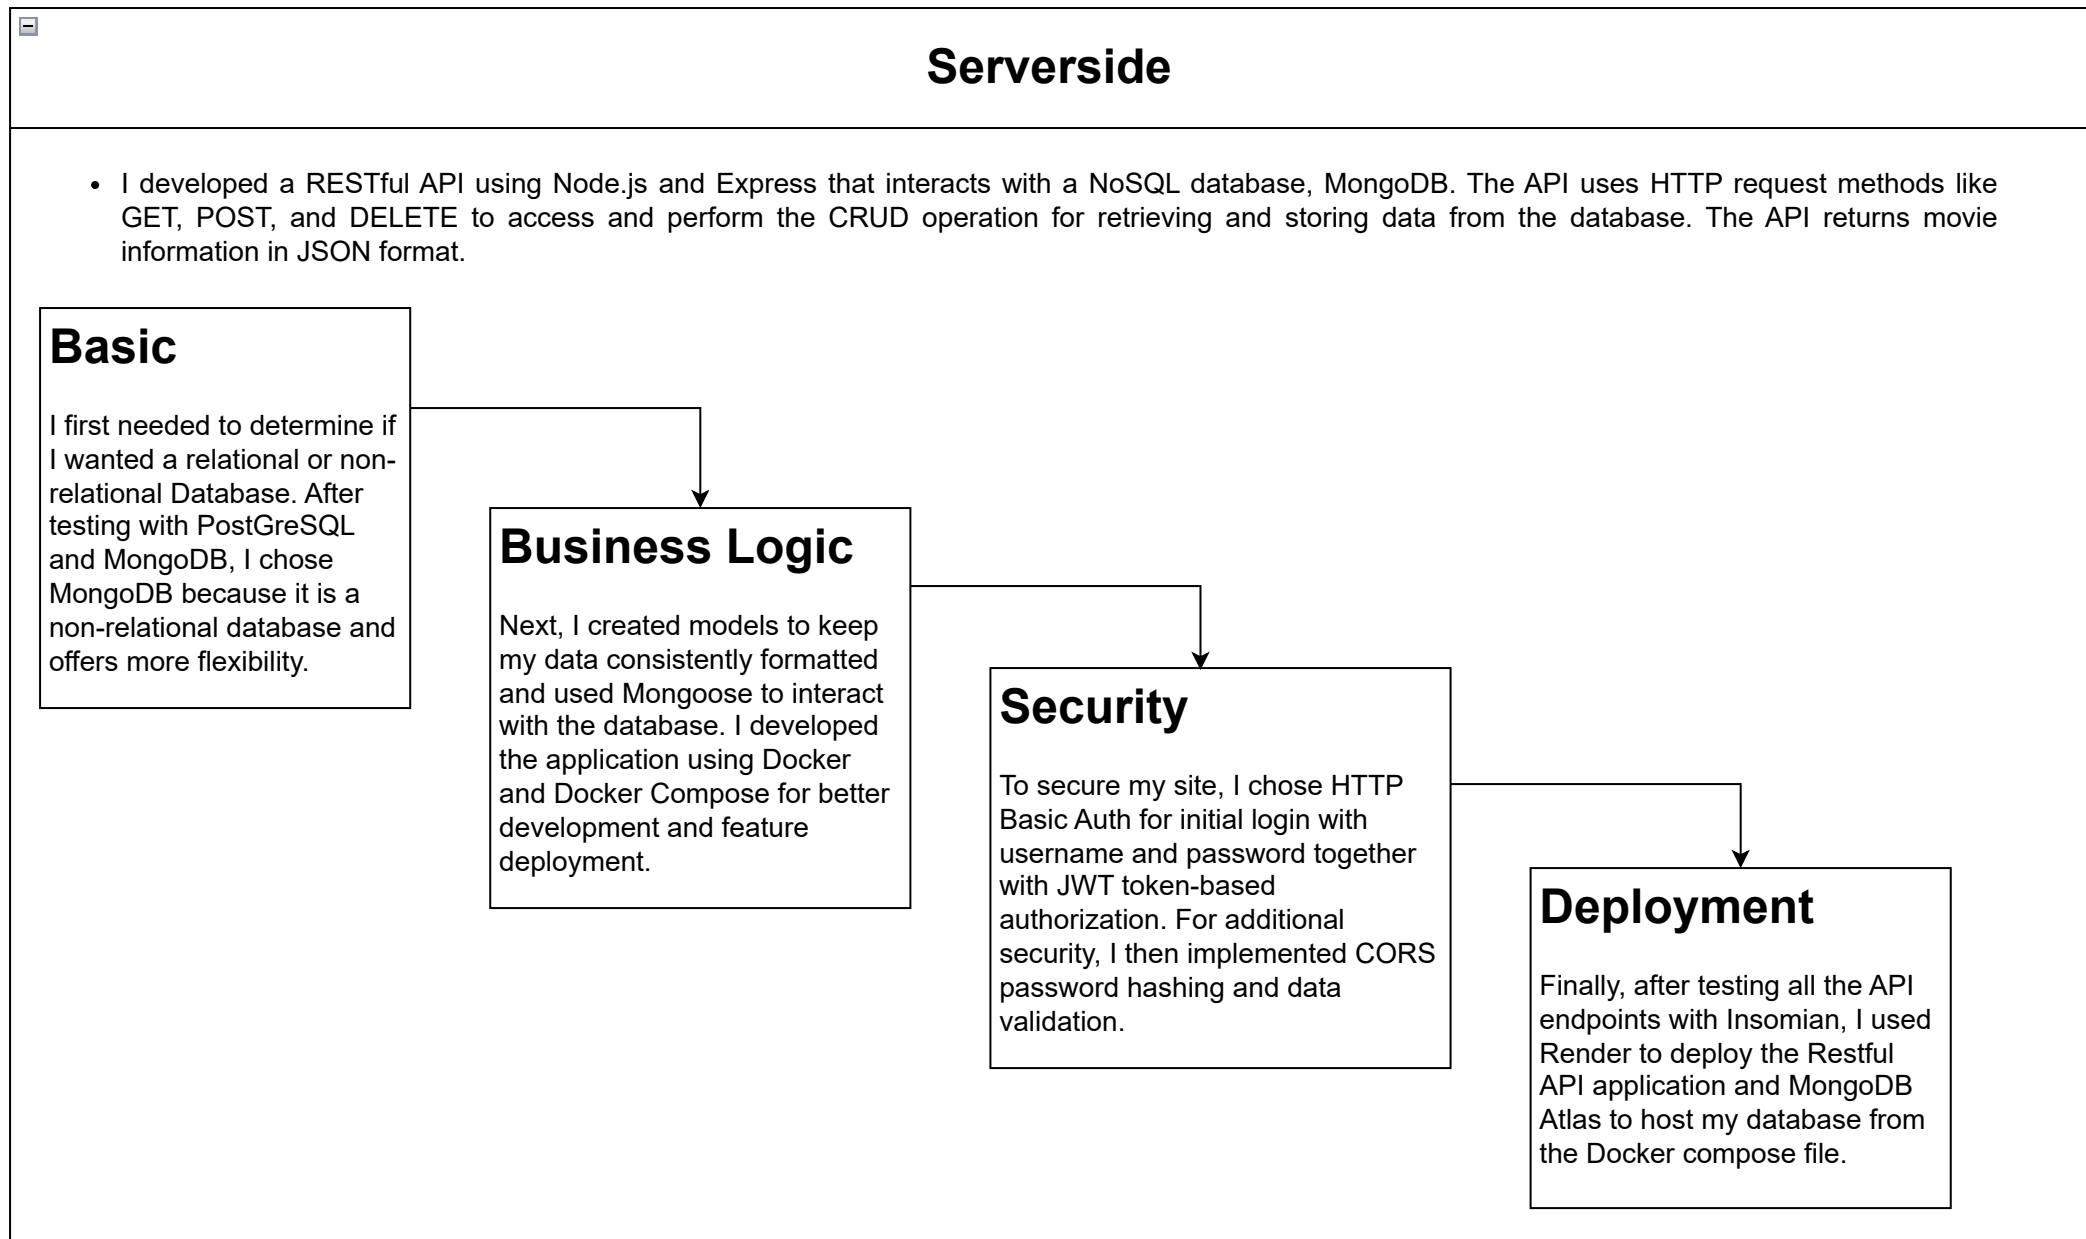 Serverside
I developed a RESTful API using Node.js and Express that interacts with a NoSQL database, MongoDB. The API uses HTTP request methods like
GET, POST, and DELETE to access and perform the CRUD operation for retrieving and storing data from the database. The API returns movie
information in JSON format.
Basic
I first needed to determine if
I wanted a relational or non-
relational Database. After
testing with PostGreSQL
and MongoDB, I chose
MongoDB because it is a
non-relational database and
offers more flexibility.
Business Logic
Next, I created models to keep
my data consistently formatted
and used Mongoose to interact
with the database. I developed
the application using Docker
and Docker Compose for better
development and feature
deployment.
Security
To secure my site, I chose HTTP
Basic Auth for initial login with
username and password together
with JWT token-based
authorization. For additional
security, I then implemented CORS
password hashing and data
validation.
Deployment
Finally, after testing all the API
endpoints with Insomian, I used
Render to deploy the Restful
API application and MongoDB
Atlas to host my database from
the Docker compose file.